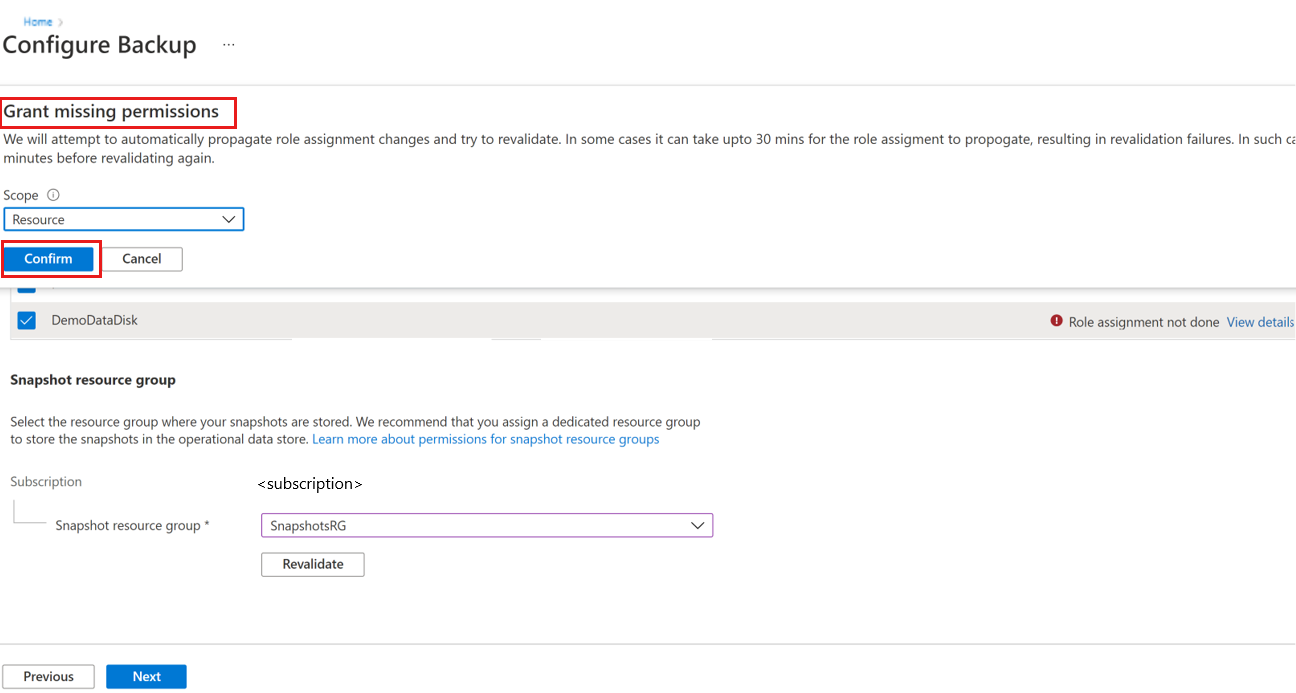 Home
Configure Backup
...
Grant missing permissions
We will attempt to automatically propagate role assignment changes and try to revalidate. In some cases it can take upto 30 mins for the role assigment to propogate, resulting in revalidation failures. In such ca
minutes before revalidating again.
Scope
Resource
Confirm Cancel
DemoDataDisk Role assignment not done View details
Snapshot resource group
Select the resource group where your snapshots are stored. We recommend that you assign a dedicated resource group
to store the snapshots in the operational data store. Learn more about permissions for snapshot resource groups
Subscription <subscription>
Snapshot resource group * SnapshotsRG
Revalidate
Previous Next